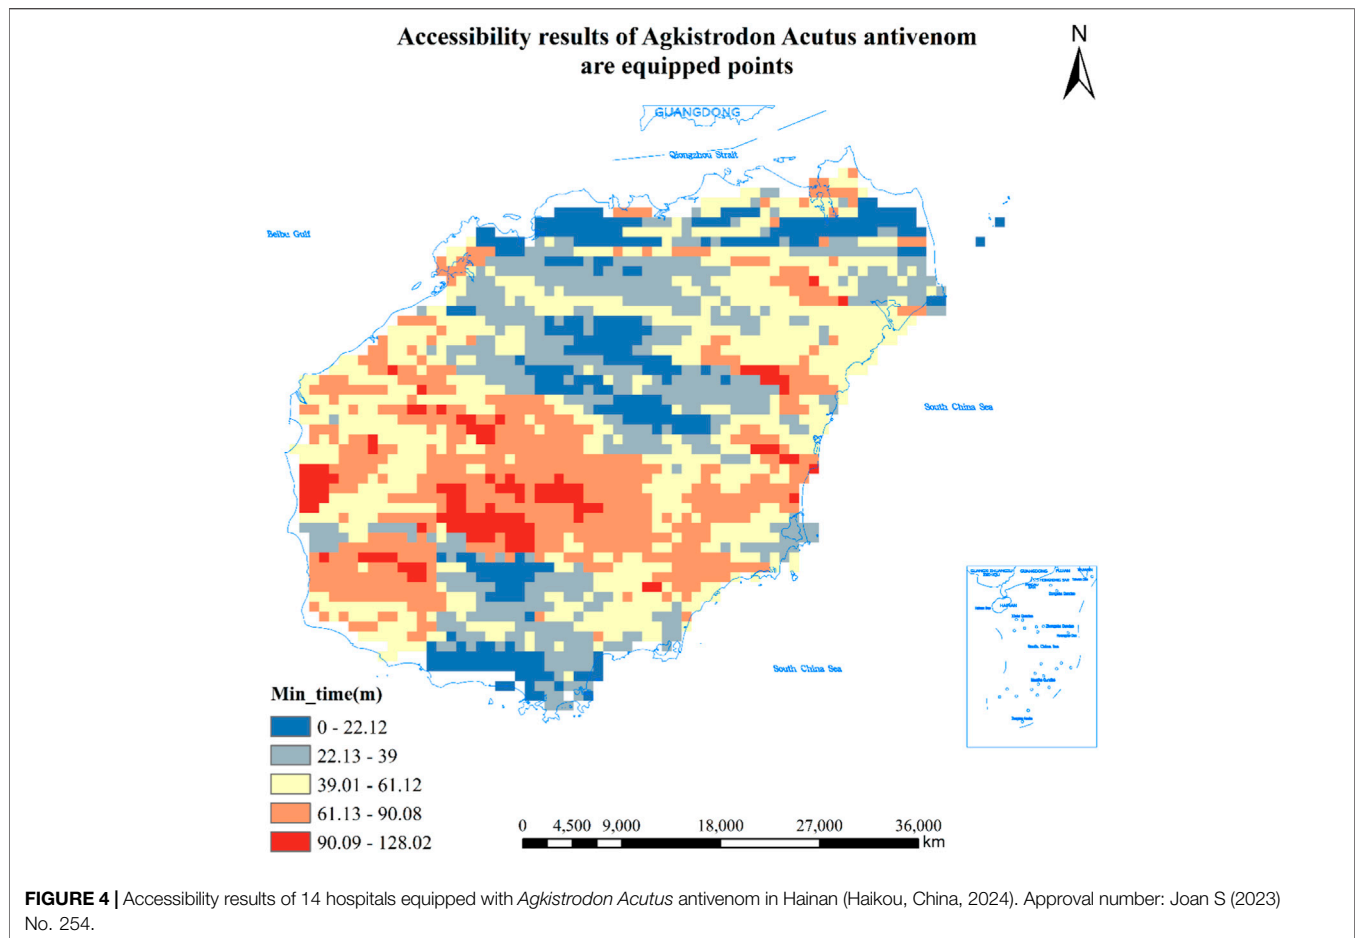 Accessibility results of Agkistrodon Acutus antivenom
are equipped points
N
GUANGDONG
Qiongzhou Strait
Beibu Gulf
South China Sea
South China Sea
GUANGDONG
HAINAN
Min_time(m)
0 - 22.12
22.13 - 39
39.01 - 61.12
61.13 - 90.08
90.09 - 128.02
0 4,500 9,000 18,000 27,000 36,000
km
FIGURE 4 | Accessibility results of 14 hospitals equipped with Agkistrodon Acutus antivenom in Hainan (Haikou, China, 2024). Approval number: Joan S (2023)
No. 254.